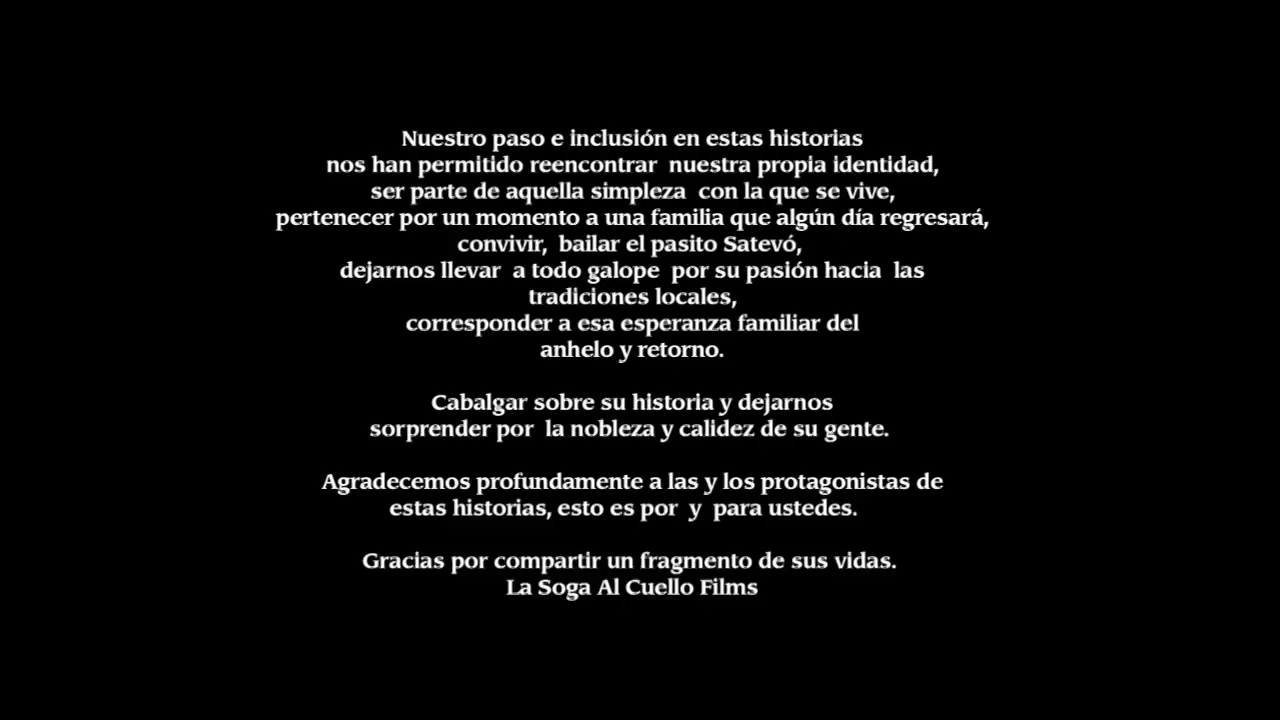 Nuestro paso e inclusión en estas historias
nos han permitido reencontrar nuestra propia identidad,
ser parte de aquella simpleza con la que se vive,
pertenecer por un momento a una familia que algún día regresará,
convivir, bailar el pasito Satevó,
dejarnos llevar a todo galope por su pasión hacia las
tradiciones locales,
corresponder a esa esperanza familiar del
anhelo y retorno.
Cabalgar sobre su historia y dejarnos
sorprender por la nobleza y calidez de su gente.
Agradecemos profundamente a las y los protagonistas de
estas historias, esto es por y para ustedes.
Gracias por compartir un fragmento de sus vidas.
La Soga Al Cuello Films